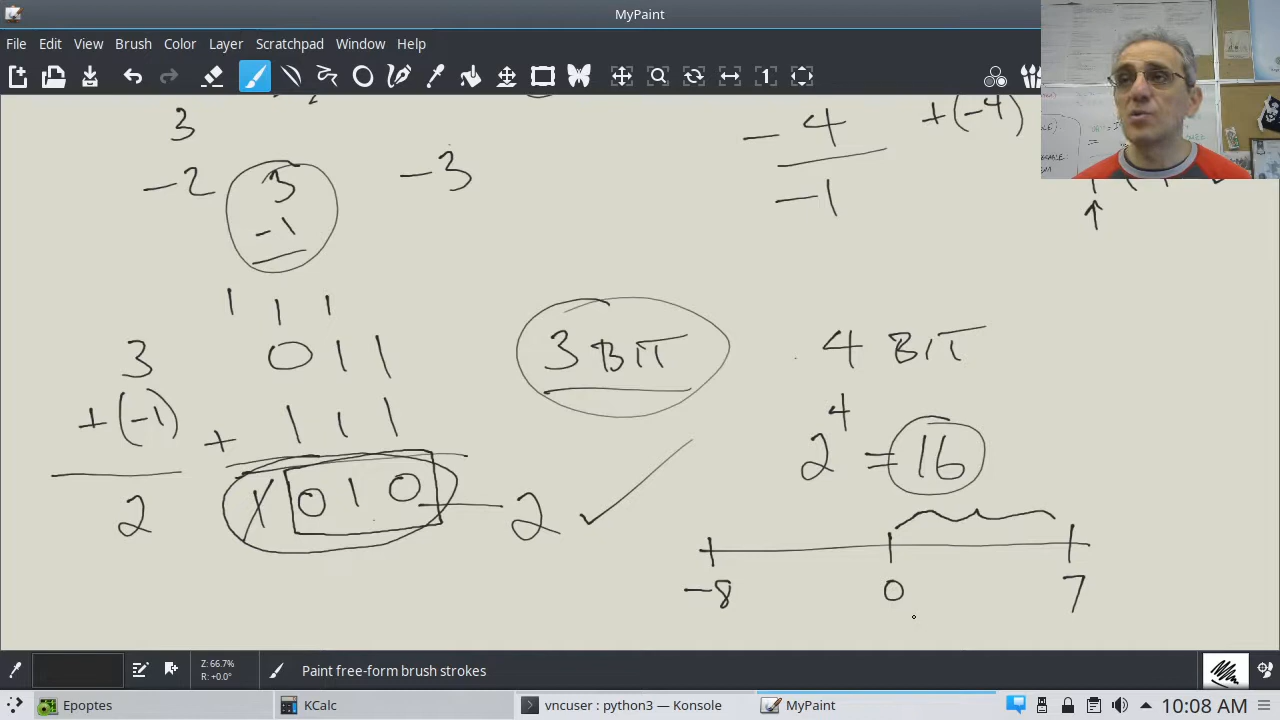 MyPaint
File Edit View Brush Color Layer Scratchpad Window Help
3
-2
3
-1
-3
-4
-1
+(-4)
1 1 1
3
+(-1)
2
0 1 1
+ 1 1 1
1 0 1 0
2
3 BIT
4 BIT
2⁴ = 16
-8 0 7
Z: 66.7%
R: +0.0°
Paint free-form brush strokes
Epoptes
KCalc
vncuser : python3 — Konsole
MyPaint
10:08 AM